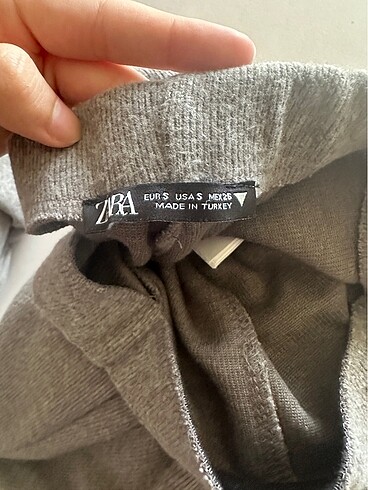 ZARA
EUR S USA S MEX 26
MADE IN TURKEY